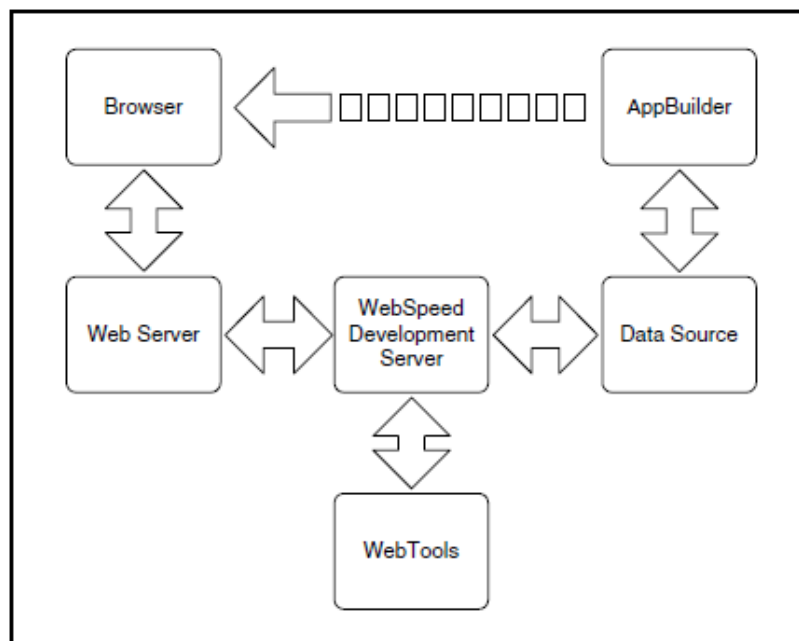 Browser
AppBuilder
Web Server
WebSpeed
Development
Server
Data Source
WebTools